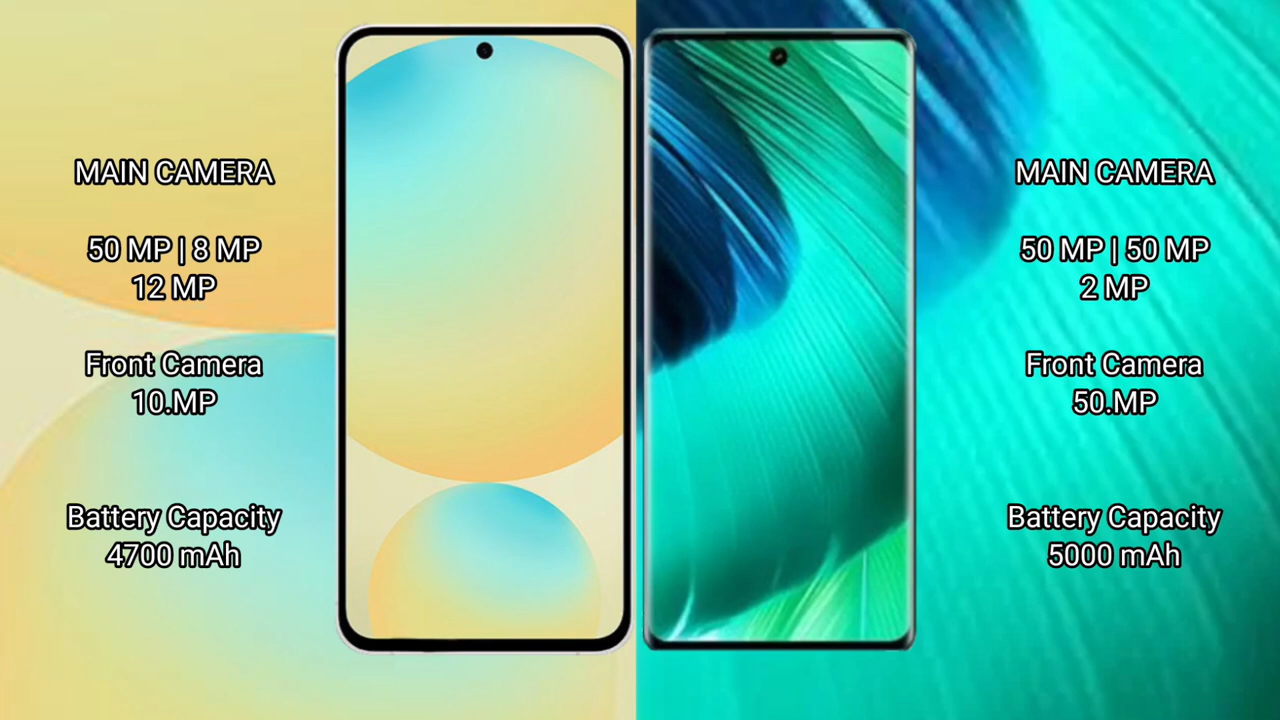 MAIN CAMERA
50 MP | 8 MP
12 MP
Front Camera
10.MP
Battery Capacity
4700 mAh
MAIN CAMERA
50 MP | 50 MP
2 MP
Front Camera
50.MP
Battery Capacity
5000 mAh